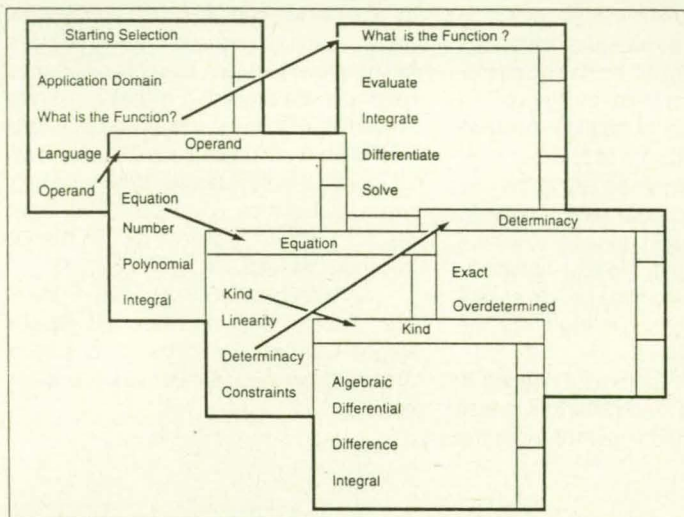 Starting Selection
Application Domain
What is the Function?
Language
Operand
What is the Function ?
Evaluate
Integrate
Differentiate
Solve
Operand
Equation
Number
Polynomial
Integral
Equation
Kind
Linearity
Determinacy
Constraints
Determinacy
Exact
Overdetermined
Kind
Algebraic
Differential
Difference
Integral